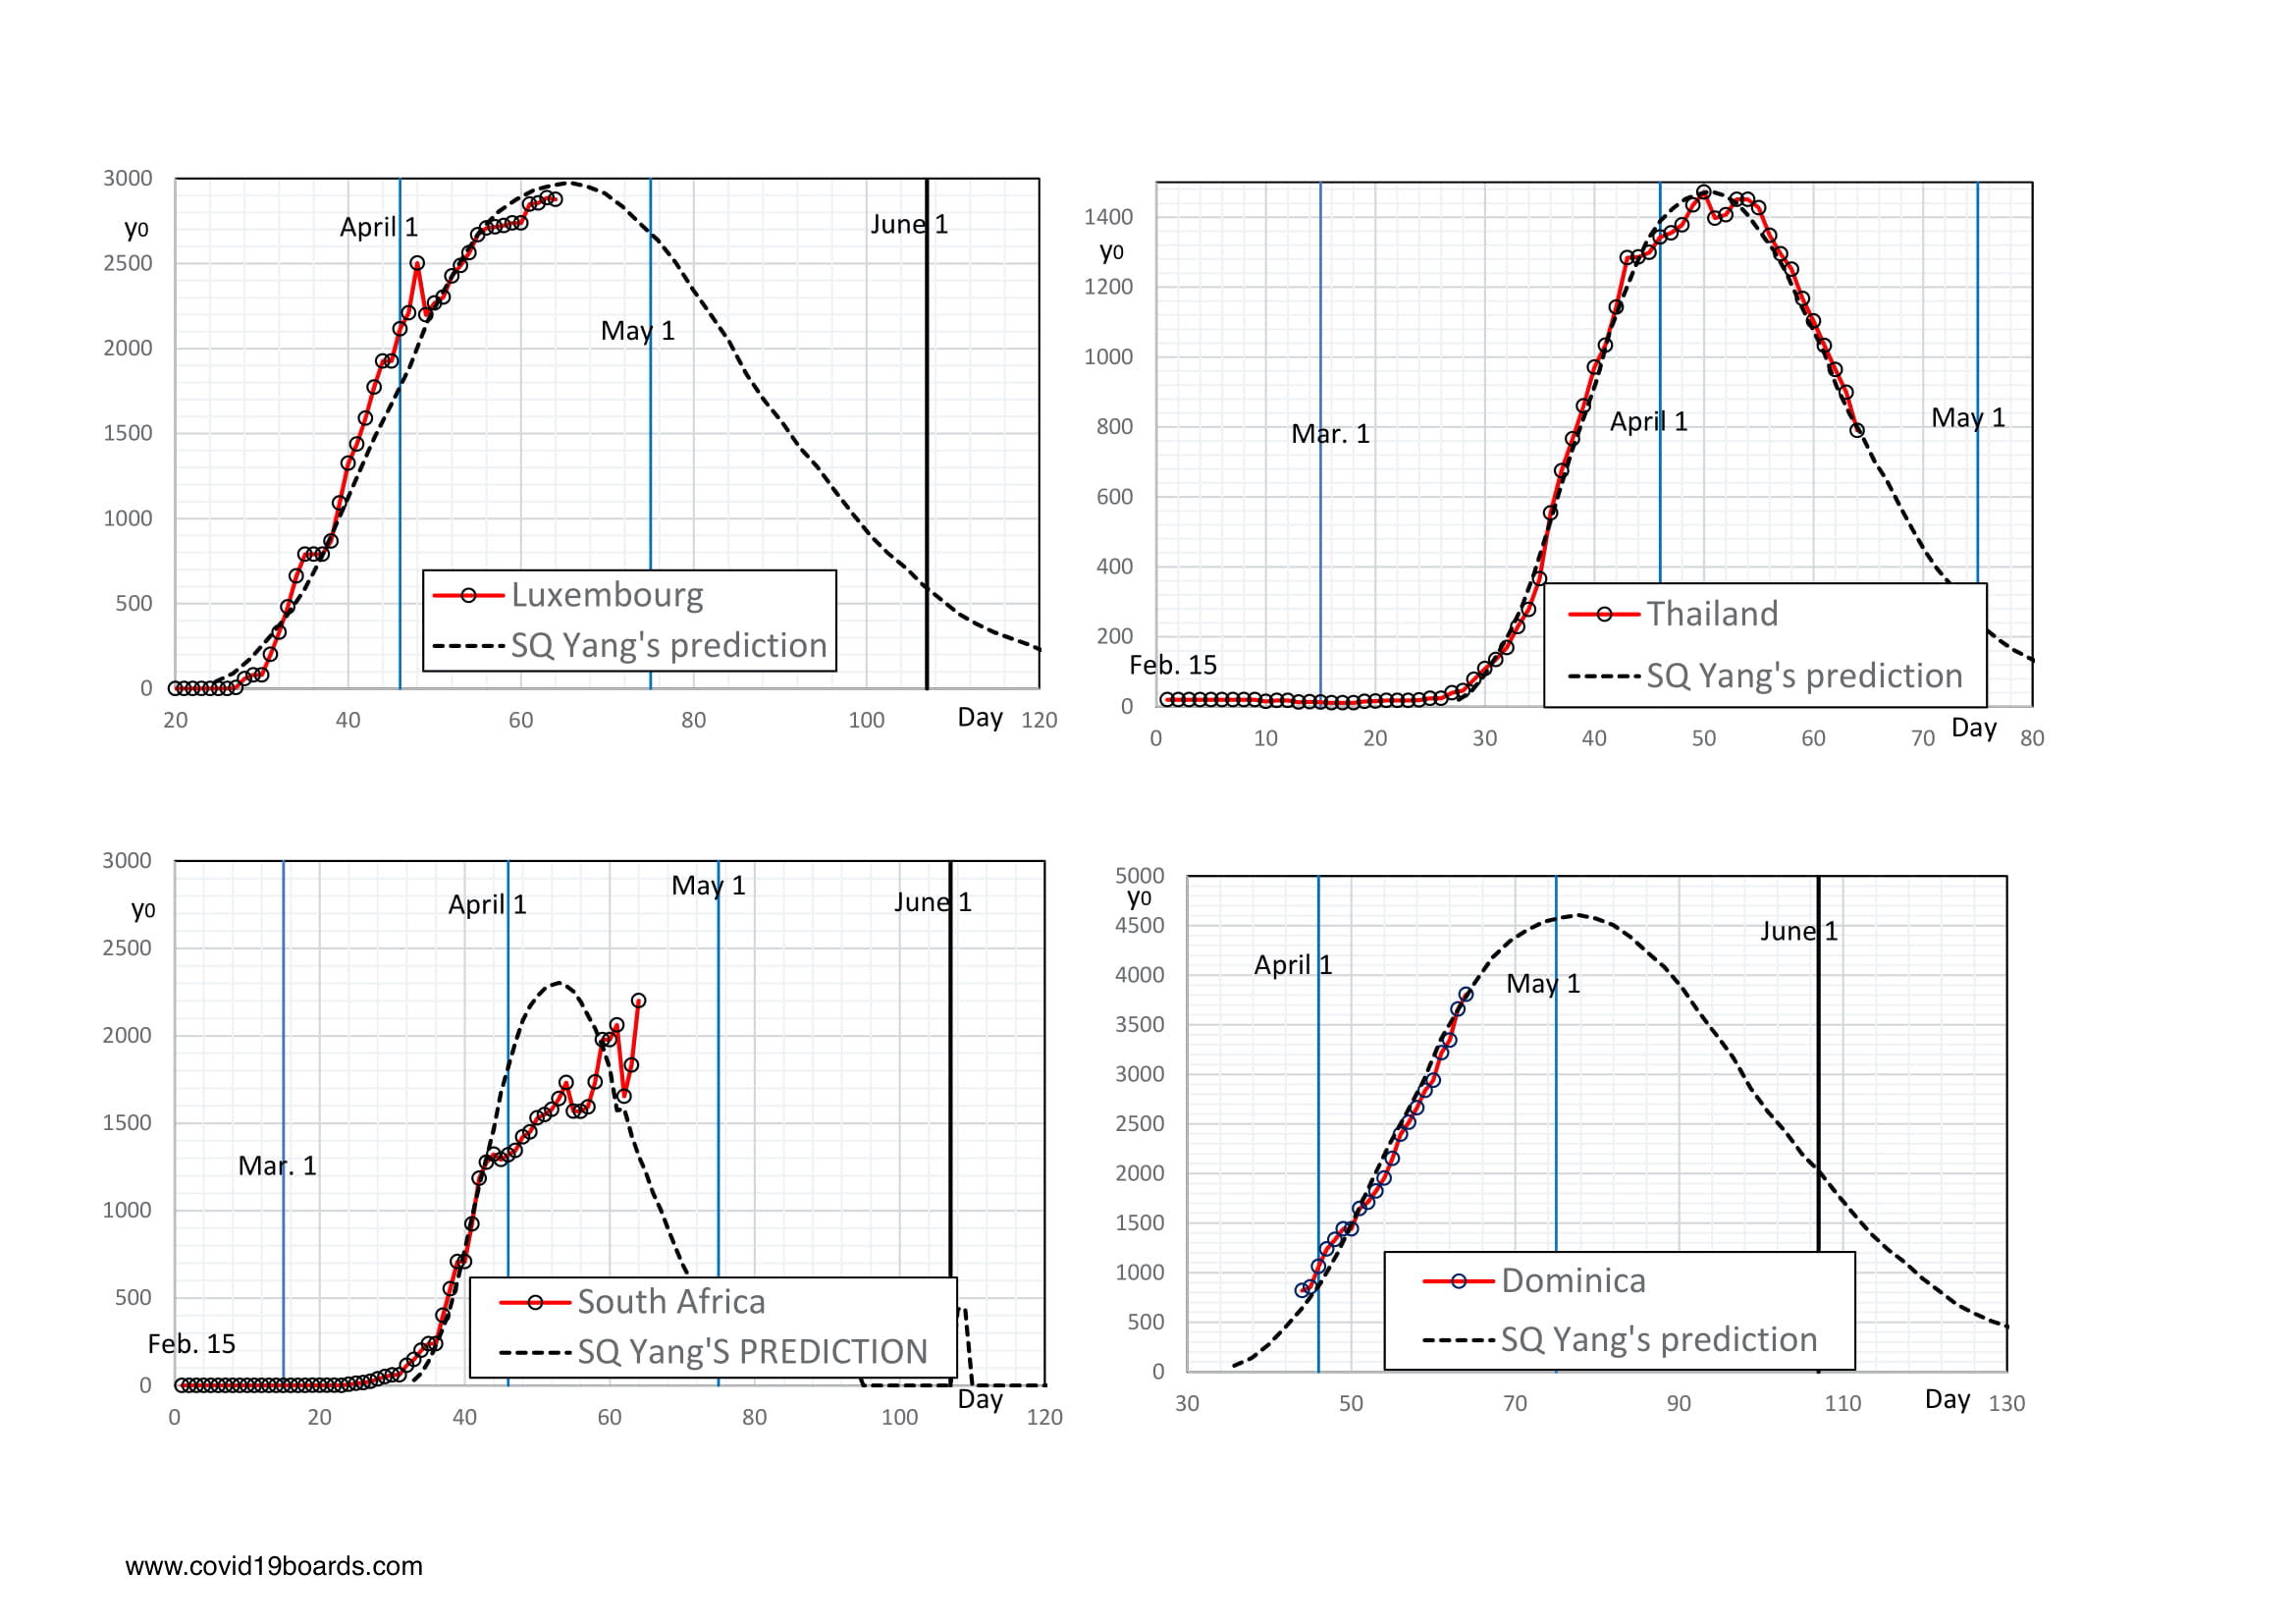 3000
y0
2500
2000
1500
1000
500
0
April 1
May 1
June 1
Luxembourg
SQ Yang's prediction
20 40 60 80 100 Day 120
1400
y0
1200
1000
800
600
400
200
0
Feb. 15
Mar. 1
April 1
May 1
Thailand
SQ Yang's prediction
Day
0 10 20 30 40 50 60 70 80
3000
y0
2500
2000
1500
1000
500
0
Feb. 15
Mar. 1
April 1
May 1
June 1
South Africa
SQ Yang'S PREDICTION
Day
0 20 40 60 80 100 120
5000
y0
4500
4000
3500
3000
2500
2000
1500
1000
500
0
April 1
May 1
June 1
Dominica
SQ Yang's prediction
30 50 70 90 110 Day 130
www.covid19boards.com